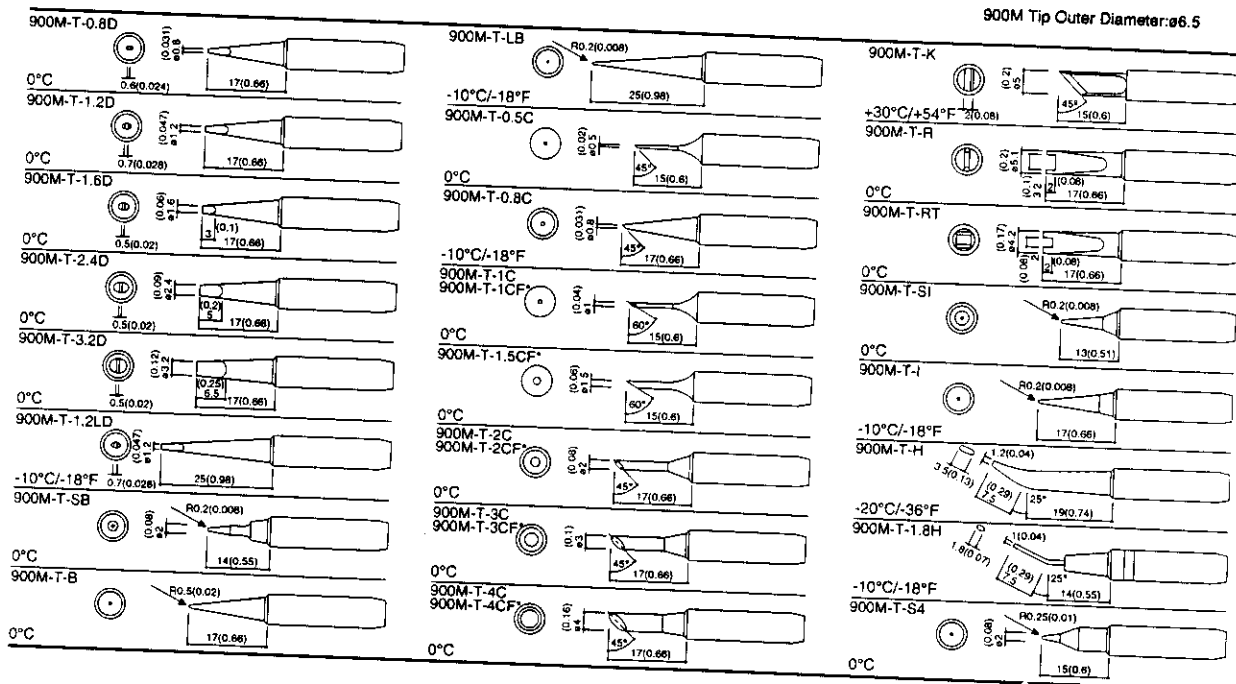 900M Tip Outer Diameter:ø6.5
900M-T-0.8D
(0.031)
ø0.8
0.6(0.024)
17(0.66)
0°C
900M-T-1.2D
(0.047)
ø1.2
0.7(0.028)
17(0.66)
0°C
900M-T-1.6D
(0.06)
ø1.6
(0.1)
3
0.5(0.02)
17(0.66)
0°C
900M-T-2.4D
(0.09)
ø2.4
(0.2)
5
0.5(0.02)
17(0.66)
0°C
900M-T-3.2D
(0.12)
ø3.2
(0.25)
6.5
0.5(0.02)
17(0.66)
0°C
900M-T-1.2LD
(0.047)
ø1.2
0.7(0.028)
25(0.98)
-10°C/-18°F
900M-T-SB
R0.2(0.008)
(0.08)
ø2
14(0.55)
0°C
900M-T-B
R0.5(0.02)
17(0.66)
0°C
900M-T-LB
R0.2(0.008)
25(0.98)
-10°C/-18°F
900M-T-0.5C
(0.02)
ø0.5
45°
15(0.6)
0°C
900M-T-0.8C
(0.031)
ø0.8
45°
17(0.66)
-10°C/-18°F
900M-T-1C
900M-T-1CF*
(0.04)
ø1
60°
15(0.6)
0°C
900M-T-1.5CF*
(0.06)
ø1.5
60°
15(0.6)
0°C
900M-T-2C
900M-T-2CF*
(0.08)
ø2
45°
17(0.66)
0°C
900M-T-3C
900M-T-3CF*
(0.1)
ø3
45°
17(0.66)
0°C
900M-T-4C
900M-T-4CF*
(0.16)
ø4
45°
17(0.66)
0°C
900M-T-K
(0.2)
ø5
45°
2(0.08)
15(0.6)
+30°C/+54°F
900M-T-R
(0.2)
ø5.1
(0.1)
3.2
(0.08)
2
17(0.66)
0°C
900M-T-RT
(0.17)
ø4.2
(0.08)
2
(0.08)
2
17(0.66)
0°C
900M-T-SI
R0.2(0.008)
13(0.51)
0°C
900M-T-I
R0.2(0.008)
17(0.66)
-10°C/-18°F
900M-T-H
1.2(0.04)
3.5(0.13)
(0.29)
7.5
25°
19(0.74)
-20°C/-36°F
900M-T-1.8H
1(0.04)
1.8(0.07)
(0.29)
7.5
25°
14(0.55)
-10°C/-18°F
900M-T-S4
R0.25(0.01)
(0.08)
ø2
15(0.6)
0°C